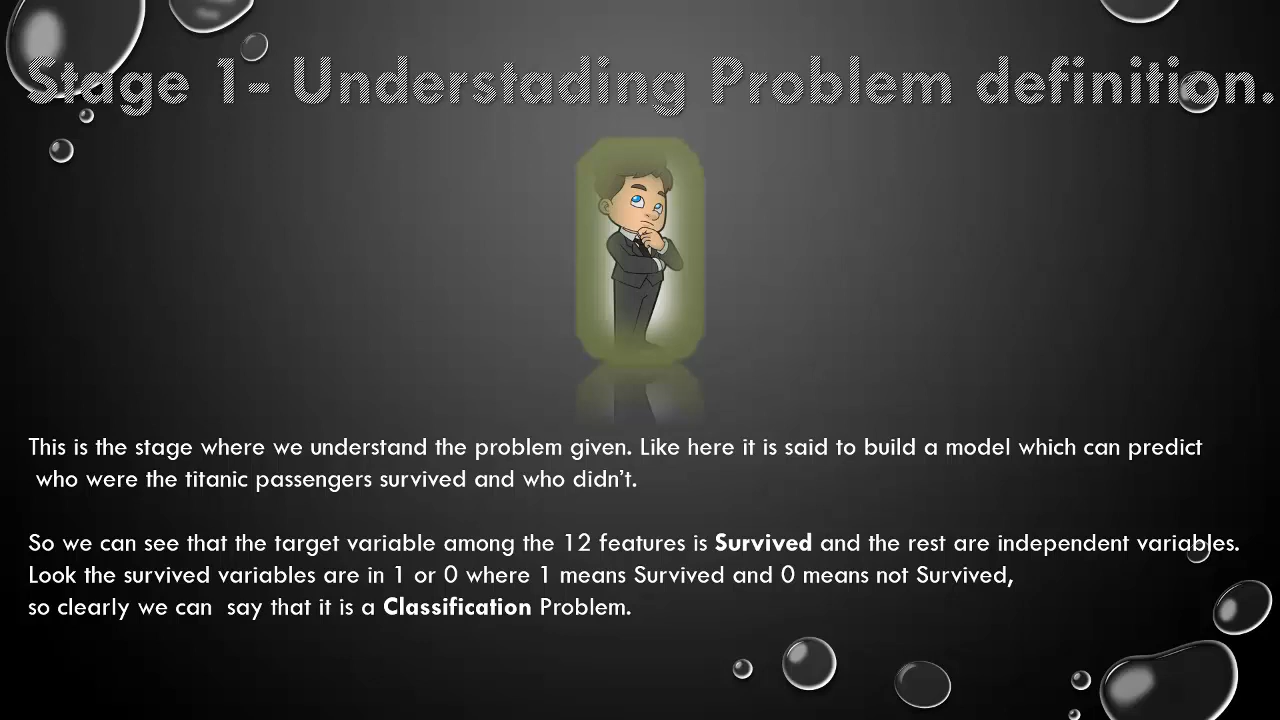 Stage 1- Understading Problem definition.
This is the stage where we understand the problem given. Like here it is said to build a model which can predict
who were the titanic passengers survived and who didn’t.
So we can see that the target variable among the 12 features is Survived and the rest are independent variables.
Look the survived variables are in 1 or 0 where 1 means Survived and 0 means not Survived,
so clearly we can  say that it is a Classification Problem.